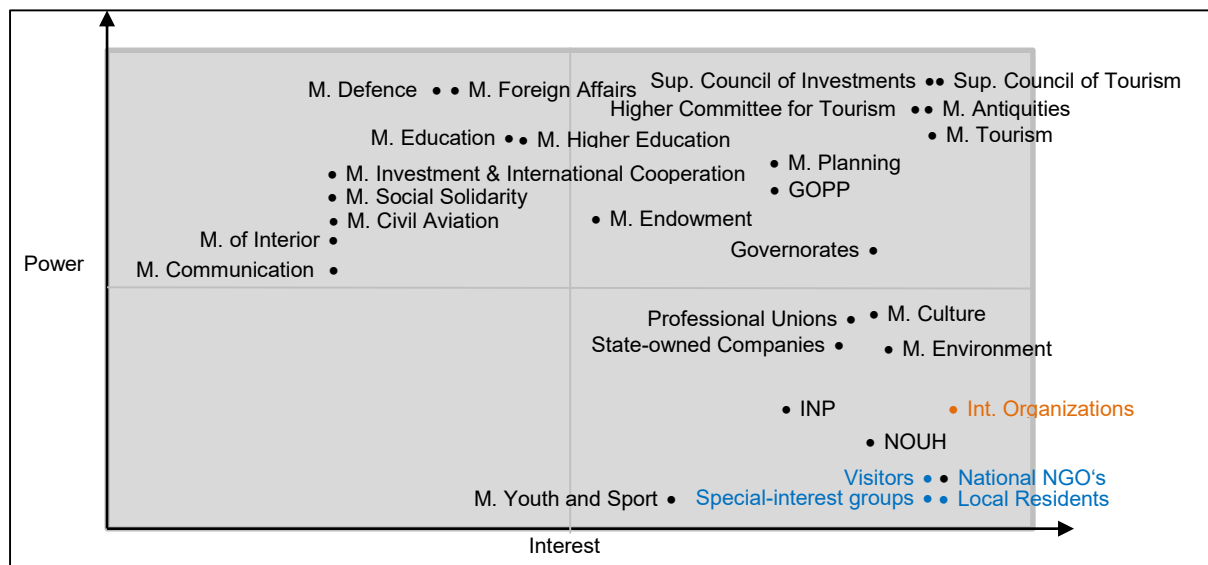 Sup. Council of Investments
Sup. Council of Tourism
M. Defence
M. Foreign Affairs
Higher Committee for Tourism
M. Antiquities
M. Education
M. Higher Education
M. Tourism
M. Planning
M. Investment & International Cooperation
GOPP
M. Social Solidarity
M. Civil Aviation
M. Endowment
M. of Interior
Governorates
Power
M. Communication
Professional Unions
M. Culture
State-owned Companies
M. Environment
INP
Int. Organizations
NOUH
Visitors
National NGO‘s
M. Youth and Sport
Special-interest groups
Local Residents
Interest